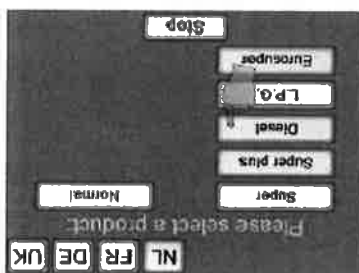 NL FR DE UK
Please select a product:
Super Normal
Super plus
Diesel
L.P.G.
Eurosuper
Stop